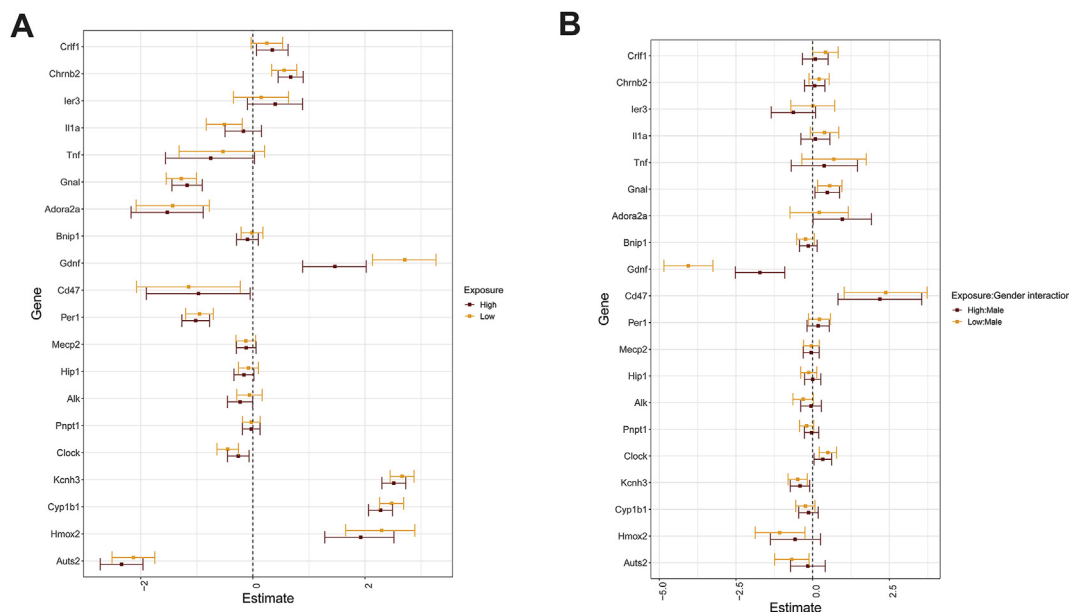 A
Crlf1
Chrnb2
Ier3
Il1a
Tnf
Gnal
Adora2a
Bnip1
Gdnf
Cd47
Per1
Mecp2
Hip1
Alk
Pnpt1
Clock
Kcnh3
Cyp1b1
Hmox2
Auts2
Gene
-2
0
2
Estimate
Exposure
High
Low
B
Crlf1
Chrnb2
Ier3
Il1a
Tnf
Gnal
Adora2a
Bnip1
Gdnf
Cd47
Per1
Mecp2
Hip1
Alk
Pnpt1
Clock
Kcnh3
Cyp1b1
Hmox2
Auts2
Gene
-5.0
-2.5
0.0
2.5
Estimate
Exposure:Gender interaction
High:Male
Low:Male